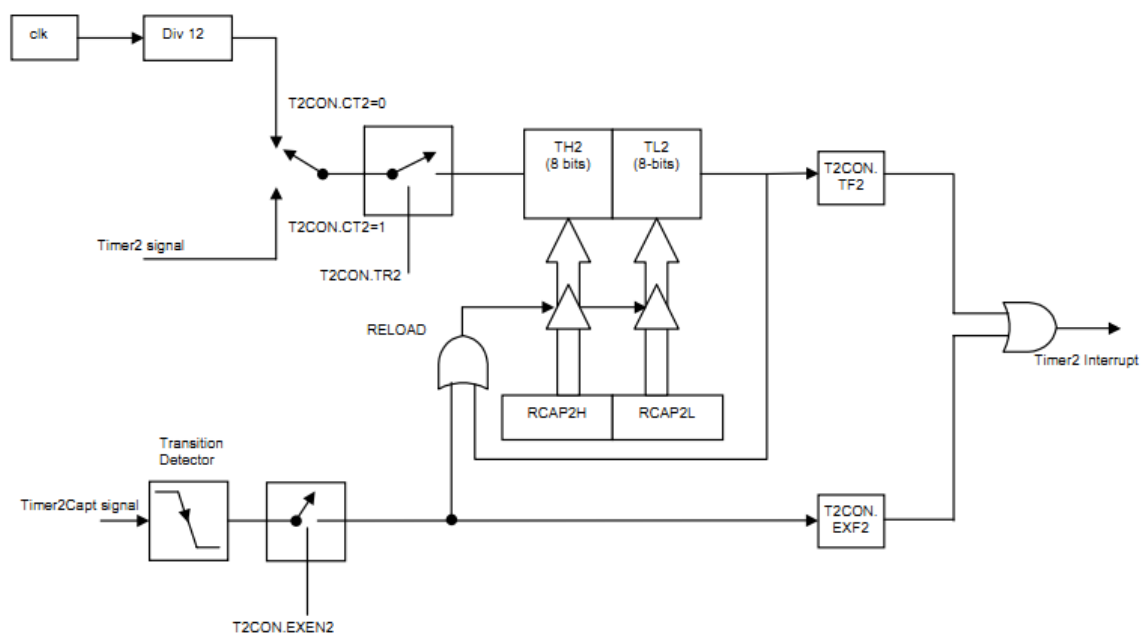 clk
Div 12
T2CON.CT2=0
TH2
(8 bits)
TL2
(8-bits)
T2CON.
TF2
T2CON.CT2=1
Timer2 signal
T2CON.TR2
RELOAD
Timer2 Interrupt
RCAP2H
RCAP2L
Transition
Detector
Timer2Capt signal
T2CON.
EXF2
T2CON.EXEN2